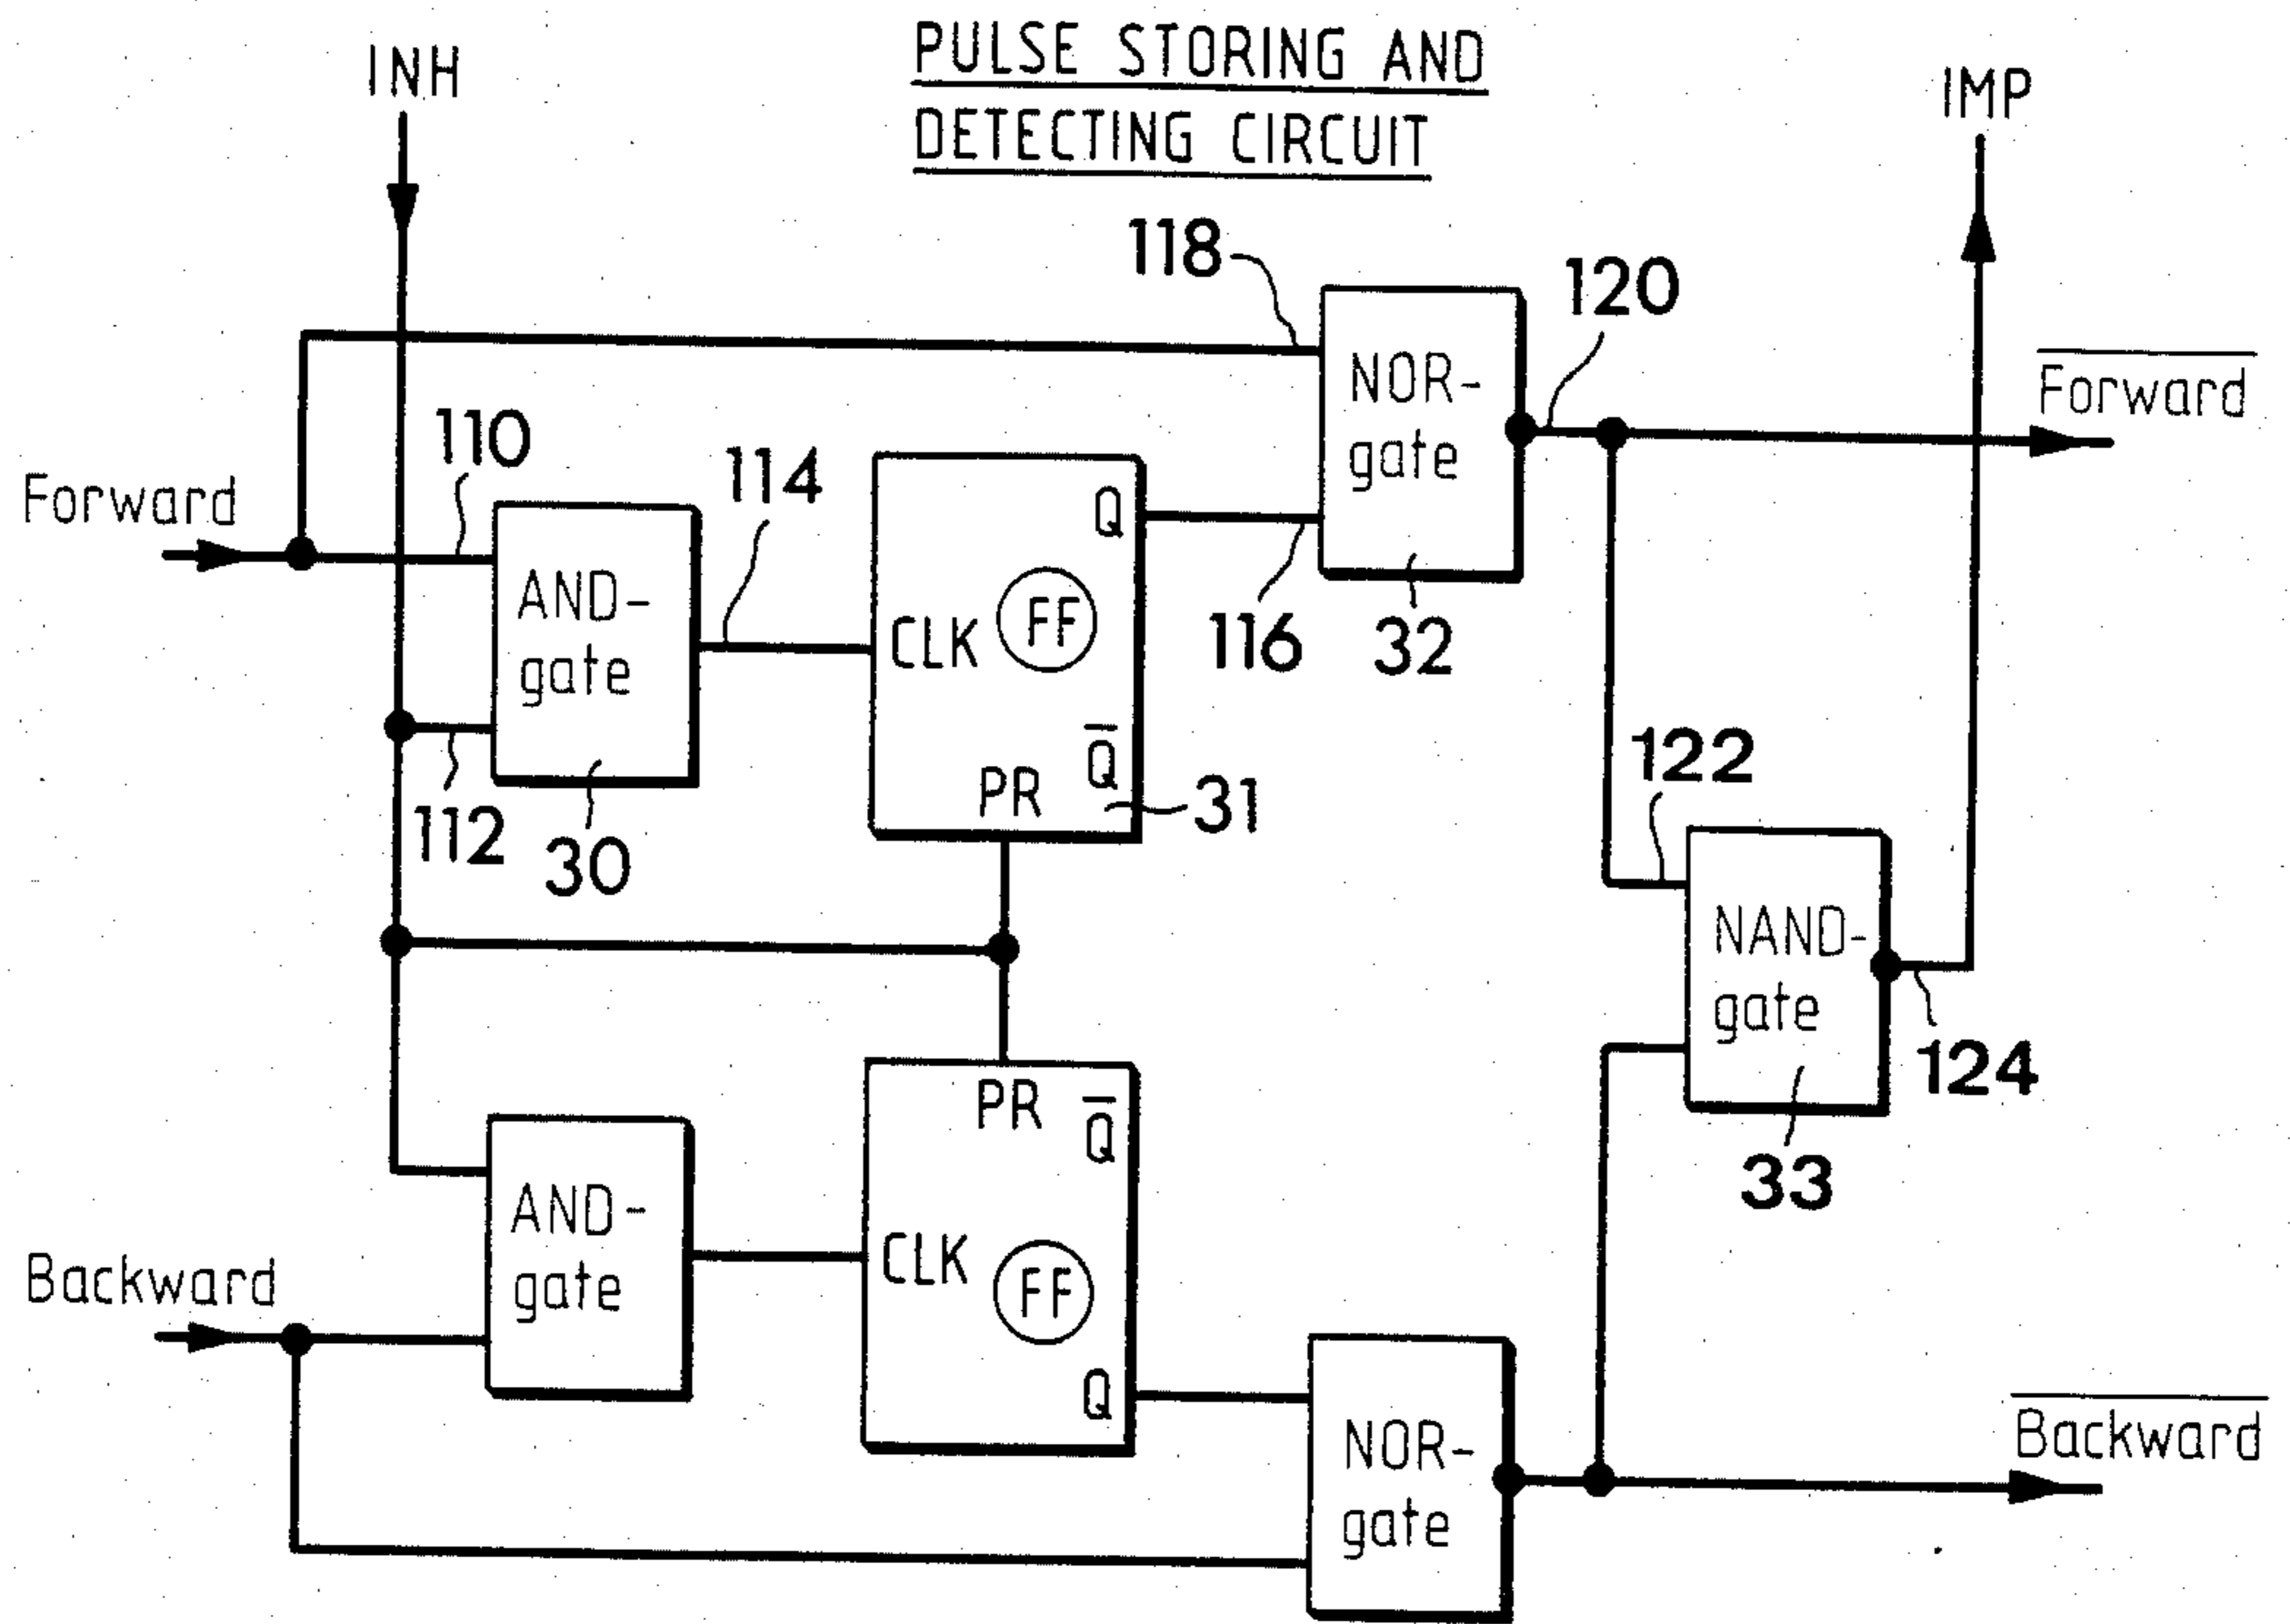 PULSE STORING AND
DETECTING CIRCUIT
INH
IMP
118
120
NOR-
gate
32
Forward
110
114
Forward
AND-
gate
30
112
Q
CLK
FF
Q
PR
31
116
122
NAND-
gate
33
124
PR
Q
CLK
FF
Q
AND-
gate
Backward
NOR-
gate
Backward